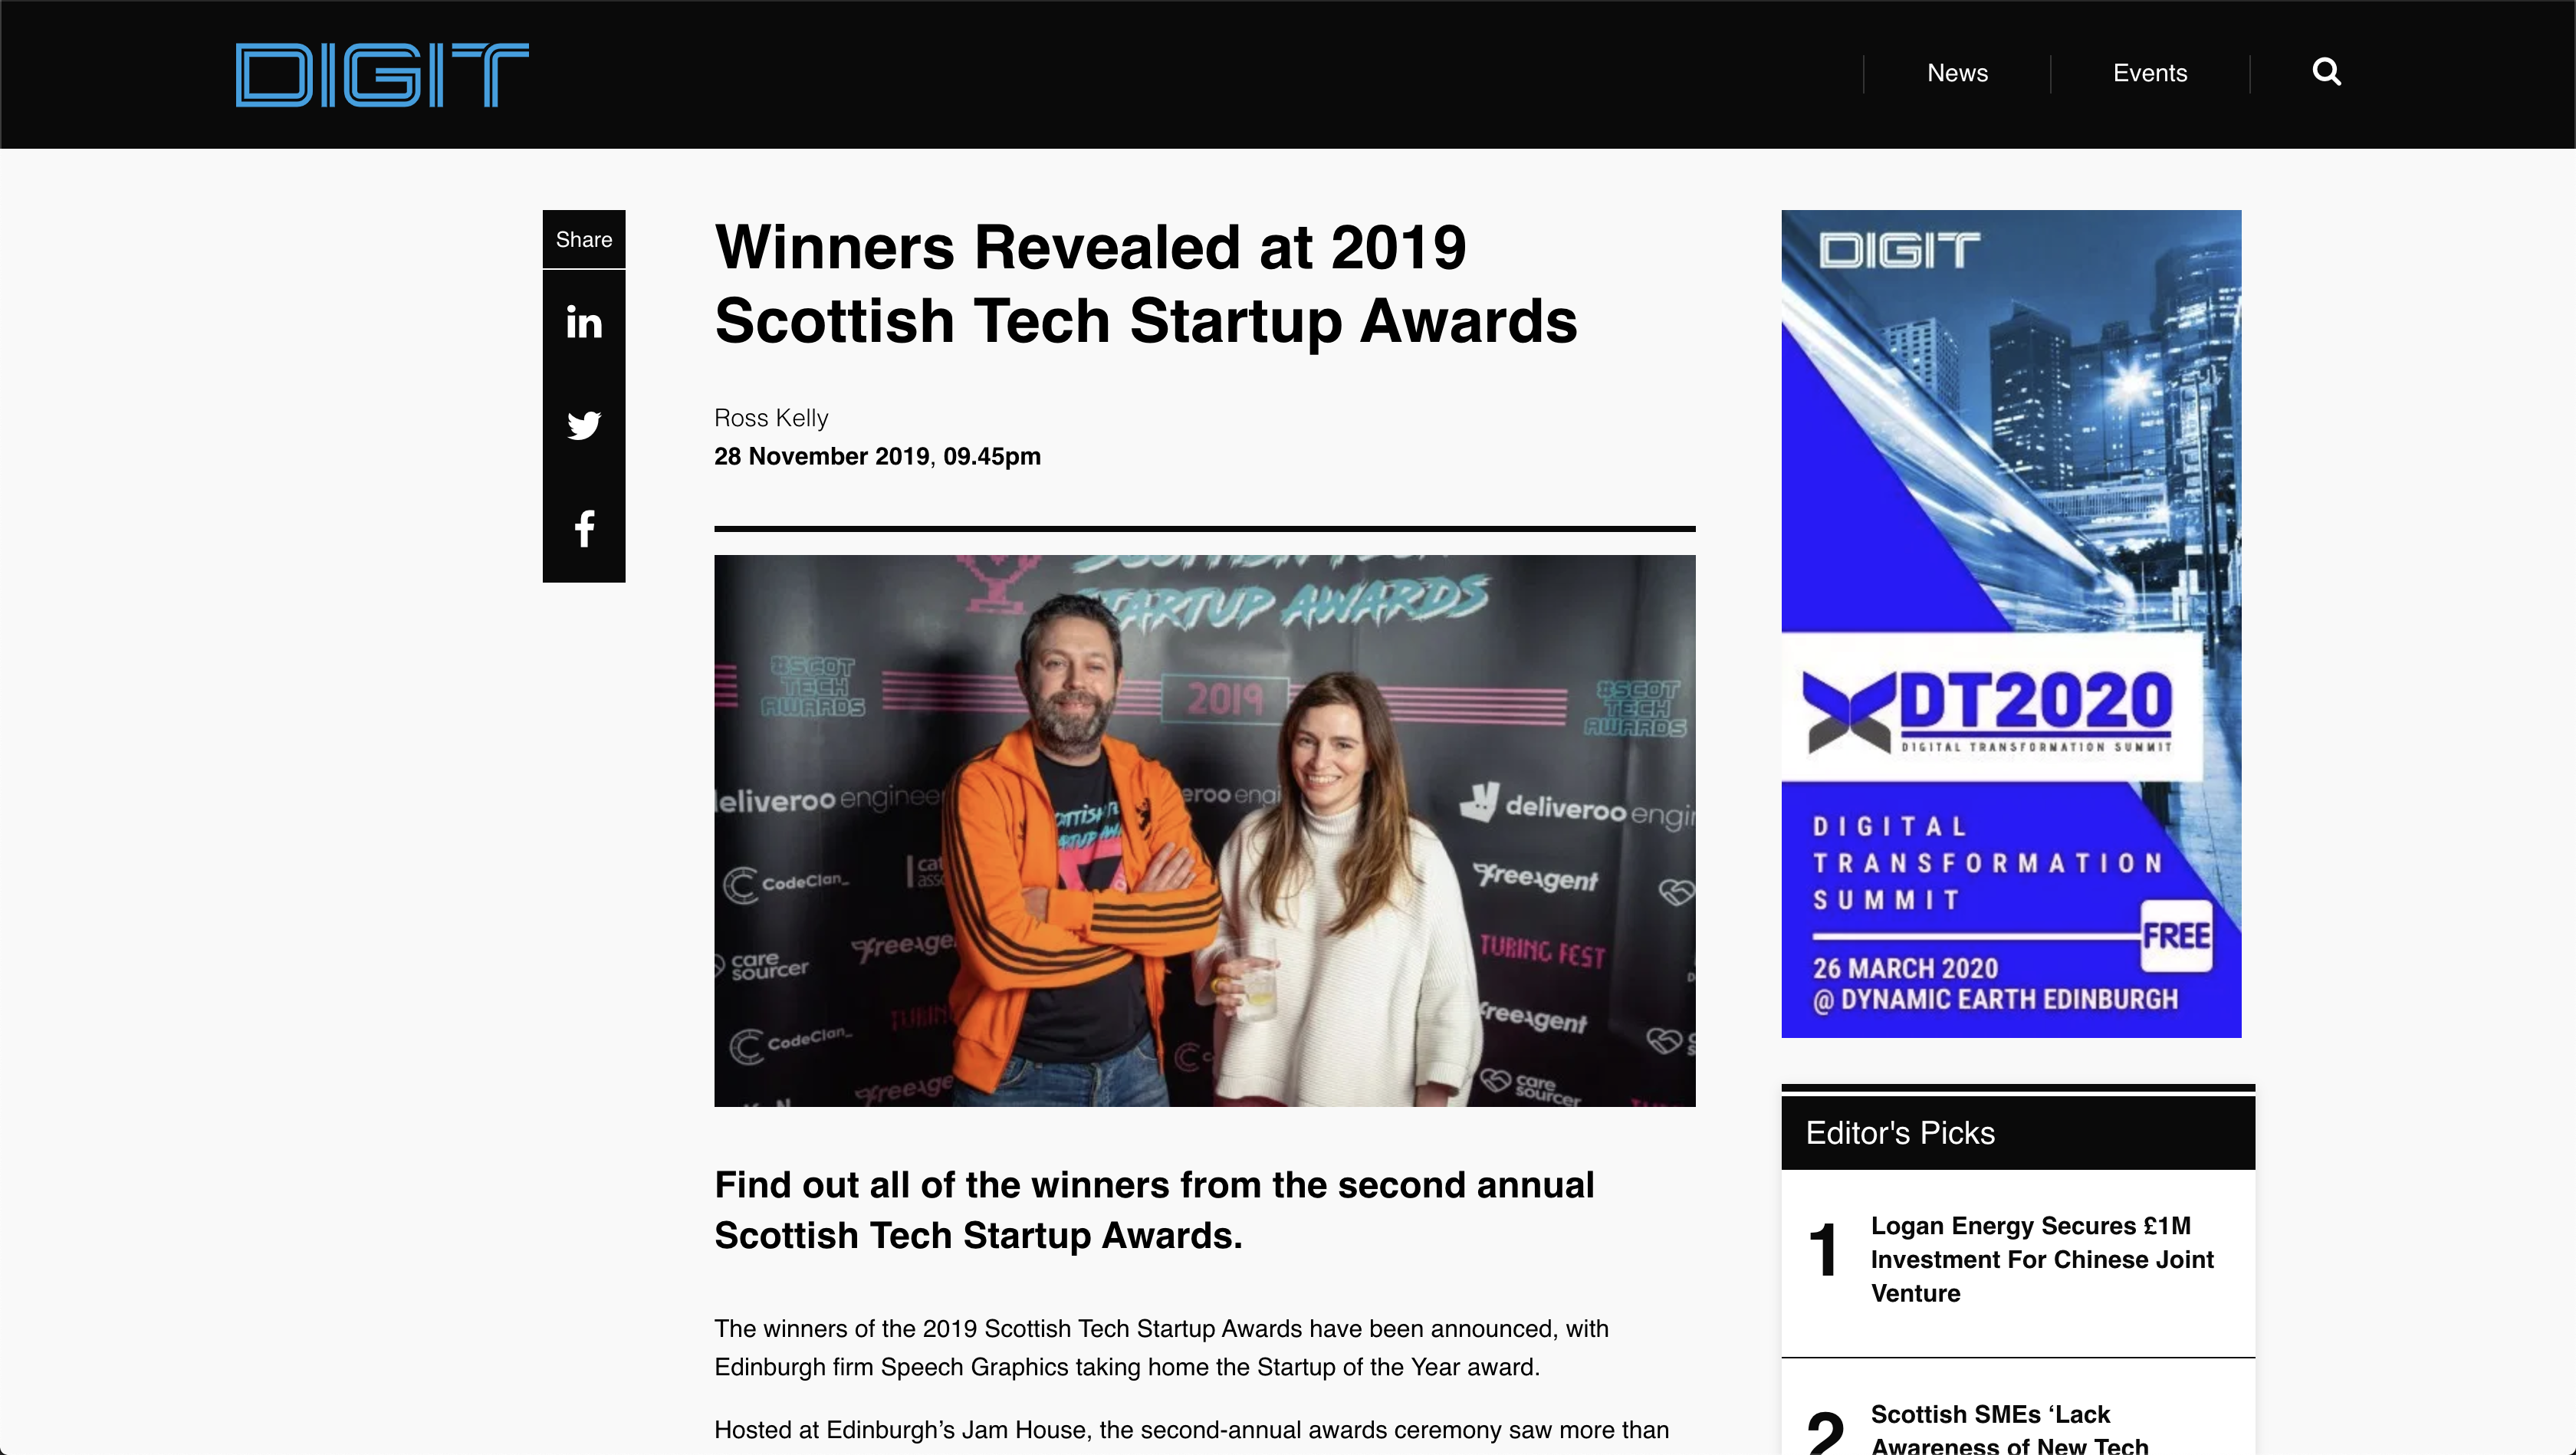 DIGIT
News
Events
Share
in
f
Winners Revealed at 2019
Scottish Tech Startup Awards
Ross Kelly
28 November 2019, 09.45pm
STARTUP AWARDS
#SCOT
TECH
AWARDS
2019
#SCOT
TECH
AWARDS
deliveroo
deliveroo
CodeClan_
freeagent
care
sourcer
TURING FEST
CodeClan_
freeagent
care
sourcer
Find out all of the winners from the second annual
Scottish Tech Startup Awards.
The winners of the 2019 Scottish Tech Startup Awards have been announced, with
Edinburgh firm Speech Graphics taking home the Startup of the Year award.
Hosted at Edinburgh’s Jam House, the second-annual awards ceremony saw more than
DIGIT
DT2020
DIGITAL TRANSFORMATION SUMMIT
DIGITAL
TRANSFORMATION
SUMMIT
FREE
26 MARCH 2020
@ DYNAMIC EARTH EDINBURGH
Editor's Picks
1
Logan Energy Secures £1M
Investment For Chinese Joint
Venture
2
Scottish SMEs ‘Lack
Awareness of New Tech